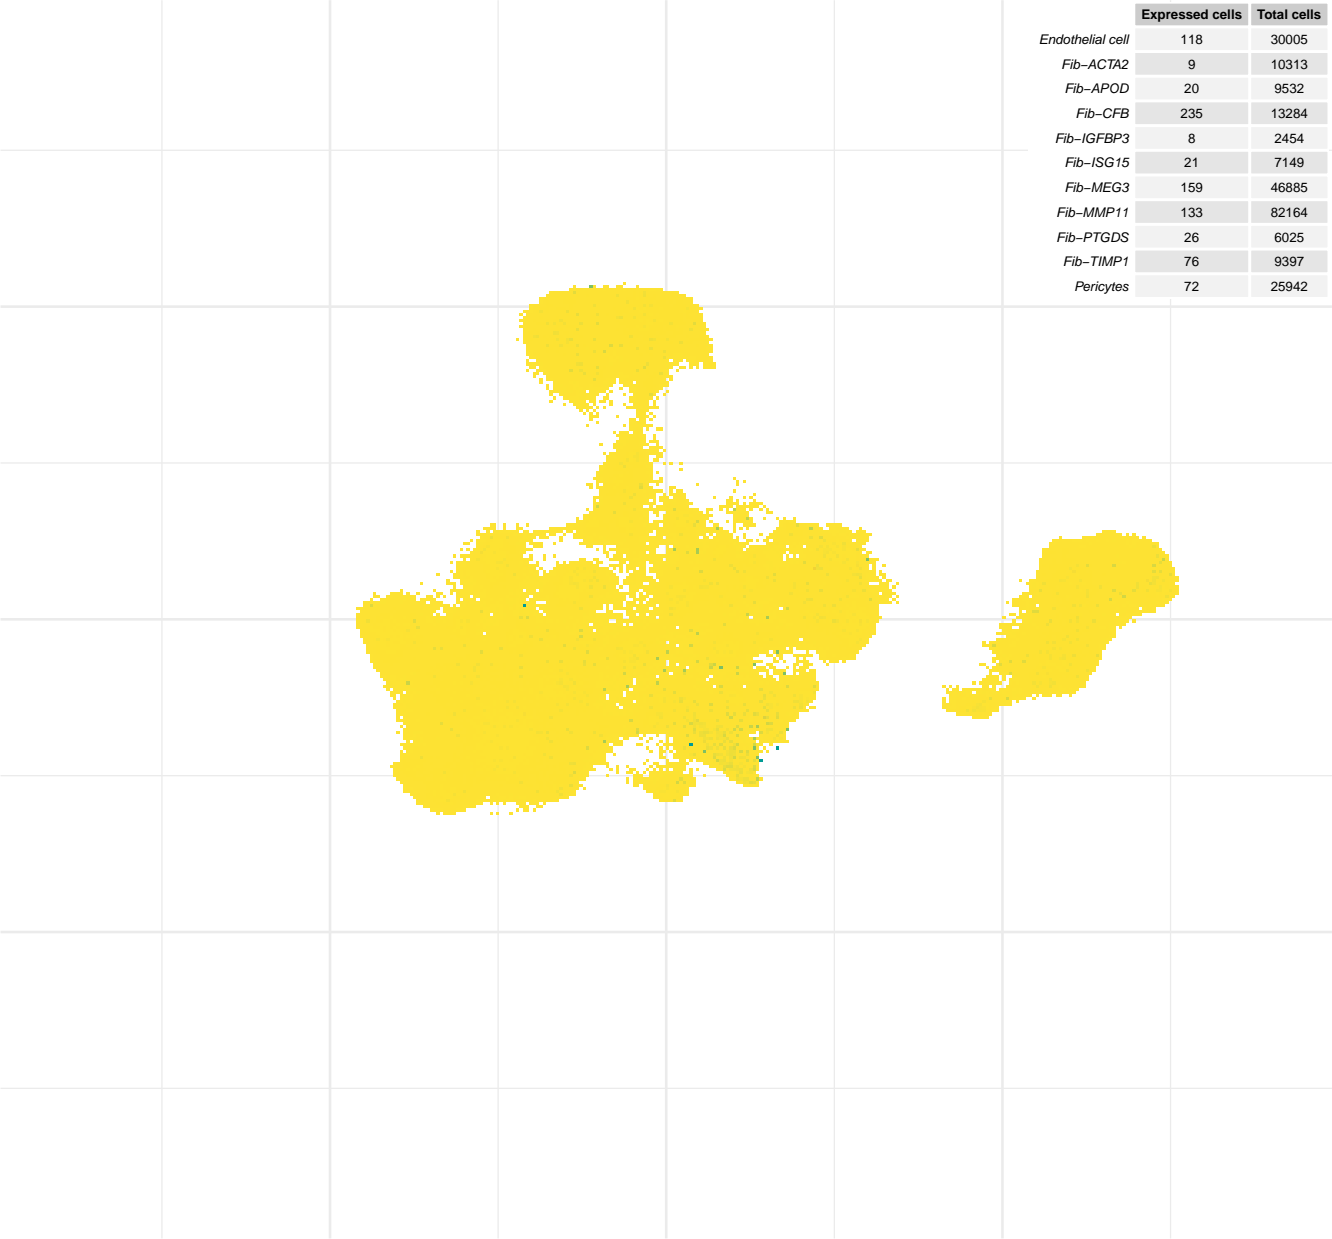 Expressed cells Total cells
Endothelial cell 118 30005
Fib−ACTA2 9 10313
Fib−APOD 20 9532
Fib−CFB 235 13284
Fib−IGFBP3 8 2454
Fib−ISG15 21 7149
Fib−MEG3 159 46885
Fib−MMP11 133 82164
Fib−PTGDS 26 6025
Fib−TIMP1 76 9397
Pericytes 72 25942